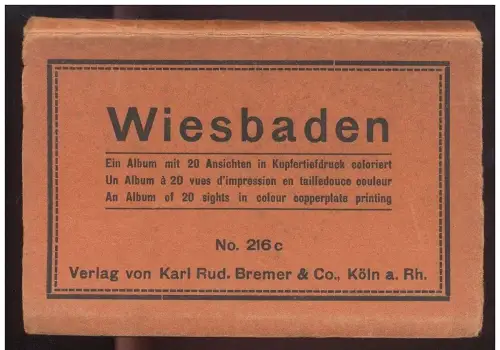 Wiesbaden
Ein Album mit 20 Ansichten in Kupfertiefdruck coloriert
Un Album à 20 vues d'impression en tailledouce couleur
An Album of 20 sights in colour copperplate printing
No. 216 c
Verlag von Karl Rud. Bremer & Co., Köln a. Rh.